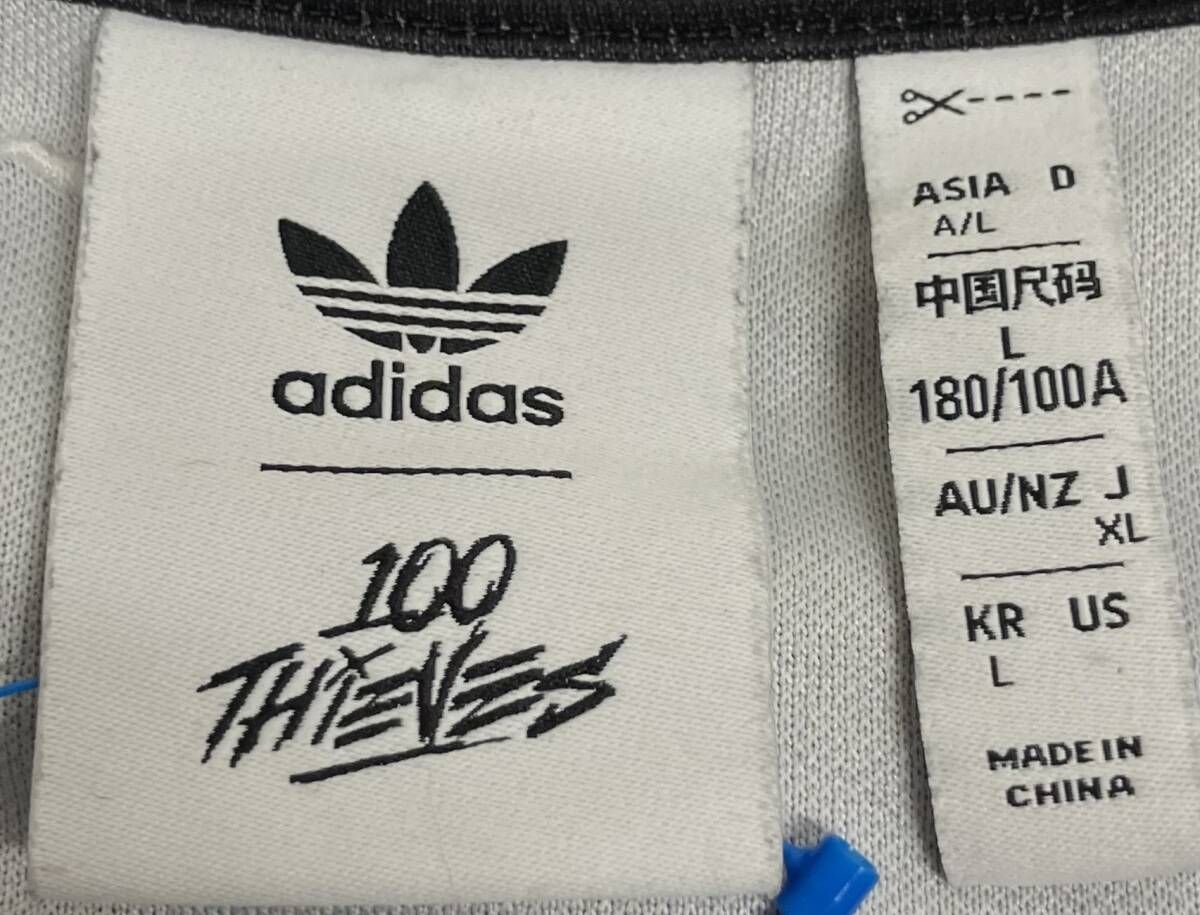 adidas
100
THIEVES
ASIA D
A/L
中国尺码
L
180/100A
AU/NZ J
XL
KR US
L
MADE IN
CHINA